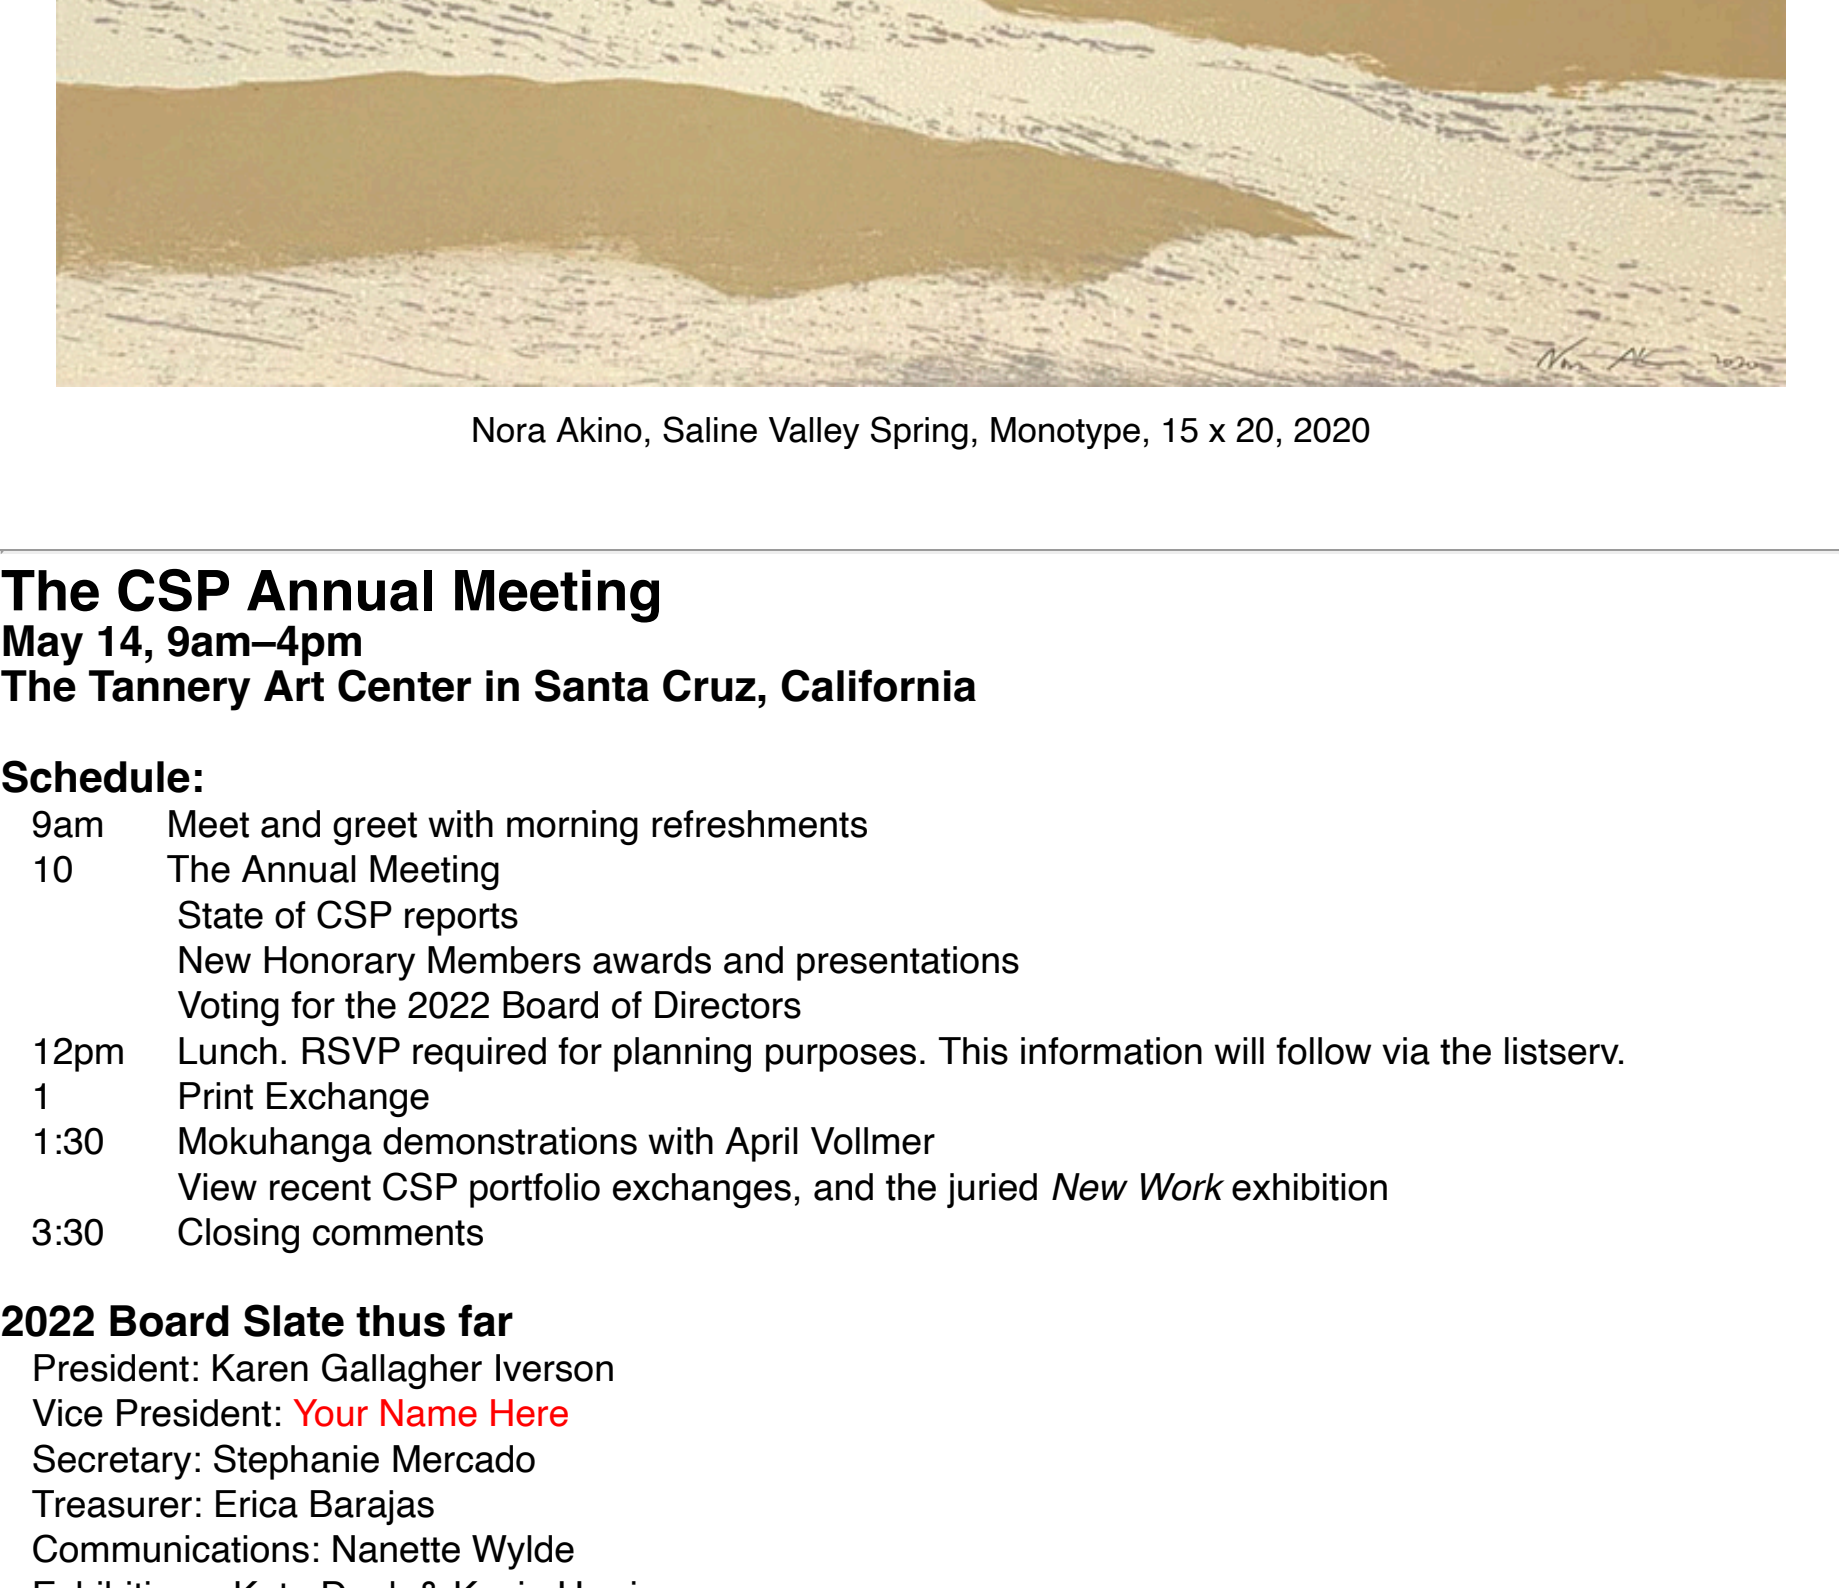 Nora Akino, Saline Valley Spring, Monotype, 15 x 20, 2020
The CSP Annual Meeting
May 14, 9am–4pm
The Tannery Art Center in Santa Cruz, California
Schedule:
9am Meet and greet with morning refreshments
10 The Annual Meeting
State of CSP reports
New Honorary Members awards and presentations
Voting for the 2022 Board of Directors
12pm Lunch. RSVP required for planning purposes. This information will follow via the listserv.
1 Print Exchange
1:30 Mokuhanga demonstrations with April Vollmer
View recent CSP portfolio exchanges, and the juried New Work exhibition
3:30 Closing comments
2022 Board Slate thus far
President: Karen Gallagher Iverson
Vice President: Your Name Here
Secretary: Stephanie Mercado
Treasurer: Erica Barajas
Communications: Nanette Wylde